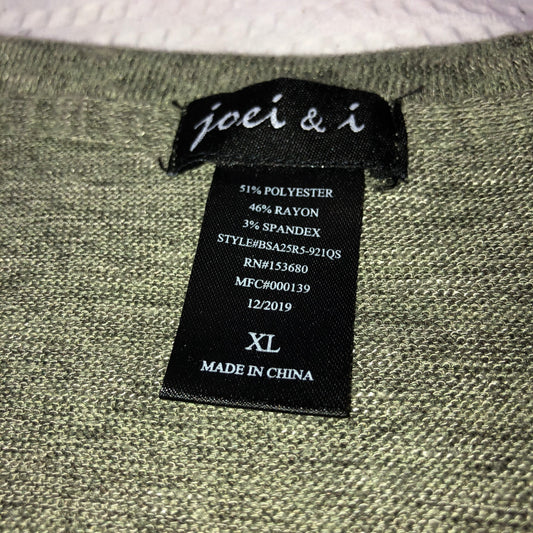 joei & i
51% POLYESTER
46% RAYON
3% SPANDEX
STYLE#BSA25R5-921QS
RN#153680
MFC#000139
12/2019
XL
MADE IN CHINA